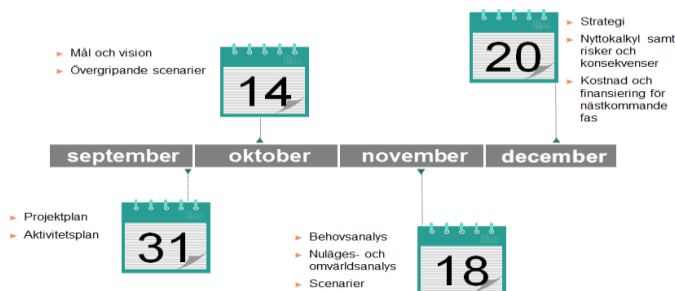 Mål och vision
Övergripande scenarier
14
20
Strategi
Nyttokalkyl samt
risker och
konsekvenser
Kostnad och
finansiering för
nästkommande
fas
september
oktober
november
december
Projektplan
Aktivitetsplan
31
Behovsanalys
Nuläges- och
omvärldsanalys
Scenarier
18